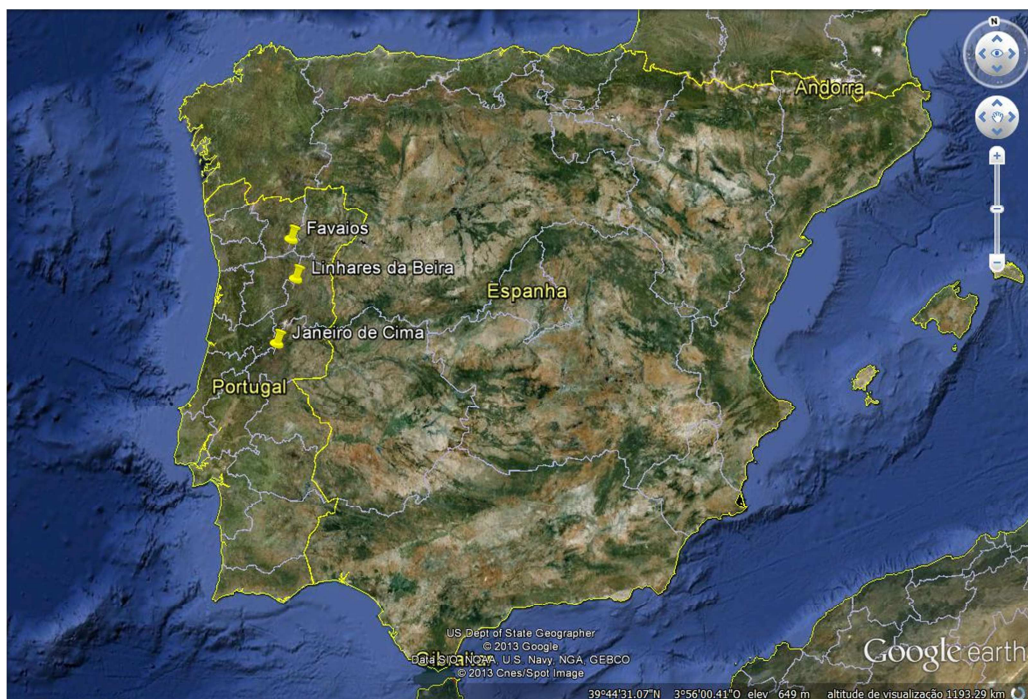 N
Andorra
Favaios
Linhares da Beira
Espanha
Janeiro de Cima
Portugal
US Dept of State Geographer
© 2013 Google
Data SIO, NOAA, U.S. Navy, NGA, GEBCO
© 2013 Cnes/Spot Image
Gibraltar
Google earth
39°44'31.07"N 3°56'00.41"O elev 649 m altitude de visualização 1193.29 km